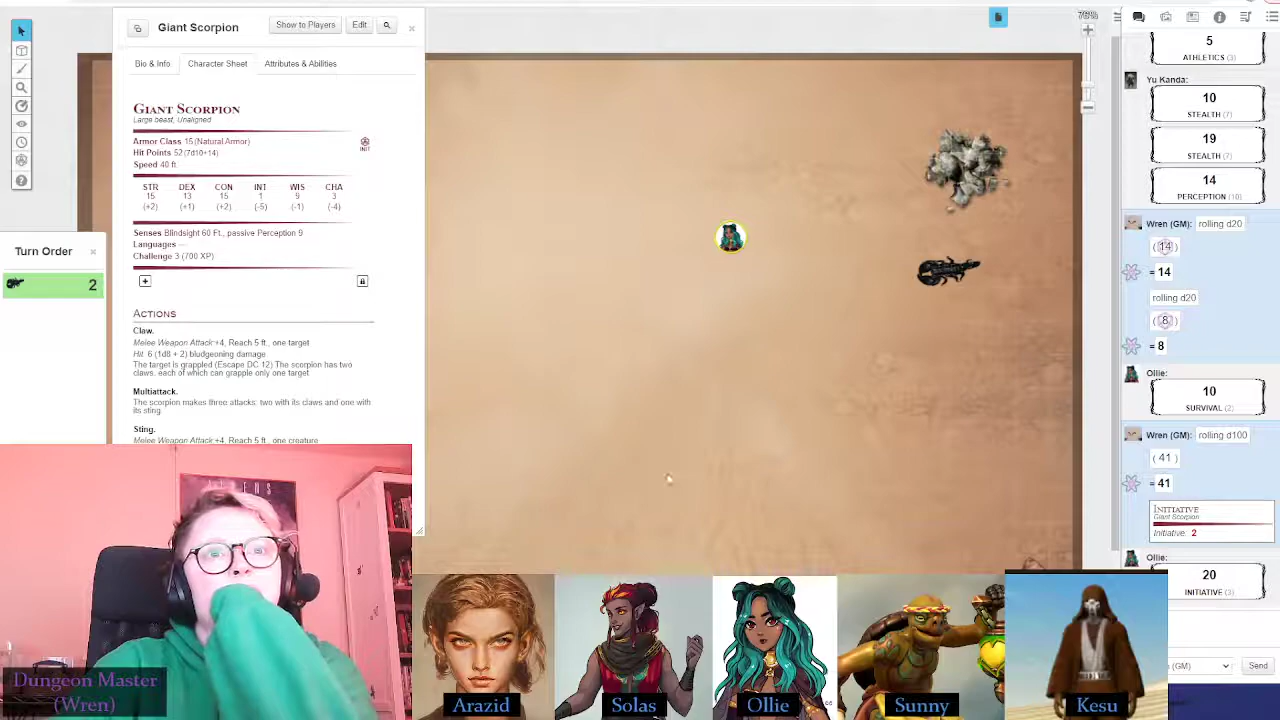 Giant Scorpion
Show to Players
Edit
Bio & Info
Character Sheet
Attributes & Abilities
GIANT SCORPION
Large beast, Unaligned
Armor Class 15 (Natural Armor)
Hit Points 52 (7d10+14)
Speed 40 ft.
INIT
STR DEX CON INT WIS CHA
15 13 15 1 9 3
(+2) (+1) (+2) (-5) (-1) (-4)
Senses Blindsight 60 Ft., passive Perception 9
Languages —
Challenge 3 (700 XP)
ACTIONS
Claw.
Melee Weapon Attack:+4, Reach 5 ft., one target
Hit 6 (1d8 + 2) bludgeoning damage
The target is grappled (Escape DC 12) The scorpion has two
claws, each of which can grapple only one target
Multiattack.
The scorpion makes three attacks: two with its claws and one with
its sting.
Sting.
Melee Weapon Attack:+4, Reach 5 ft., one creature
Turn Order
2
5
ATHLETICS (3)
Yu Kanda:
10
STEALTH (7)
19
STEALTH (7)
14
PERCEPTION (10)
Wren (GM): rolling d20
(14)
= 14
rolling d20
(8)
= 8
Ollie:
10
SURVIVAL (2)
Wren (GM): rolling d100
(41)
= 41
INITIATIVE
Giant Scorpion
Initiative: 2
Ollie:
20
INITIATIVE (3)
(GM)
Send
Dungeon Master
(Wren)
Arazid
Solas
Ollie
Sunny
Kesu